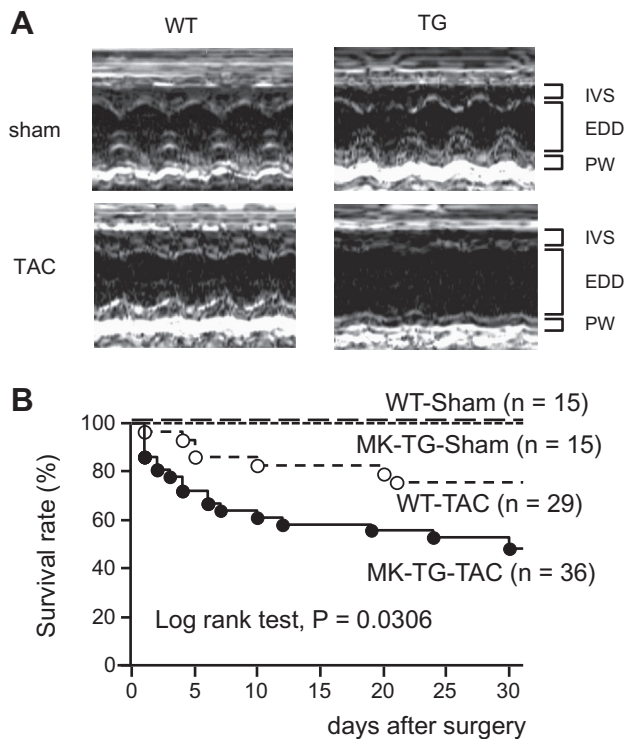 A
WT TG
sham
IVS
EDD
PW
TAC
IVS
EDD
PW
B
WT-Sham (n = 15)
MK-TG-Sham (n = 15)
WT-TAC (n = 29)
MK-TG-TAC (n = 36)
Log rank test, P = 0.0306
Survival rate (%)
100
80
60
40
20
0
0 5 10 15 20 25 30
days after surgery